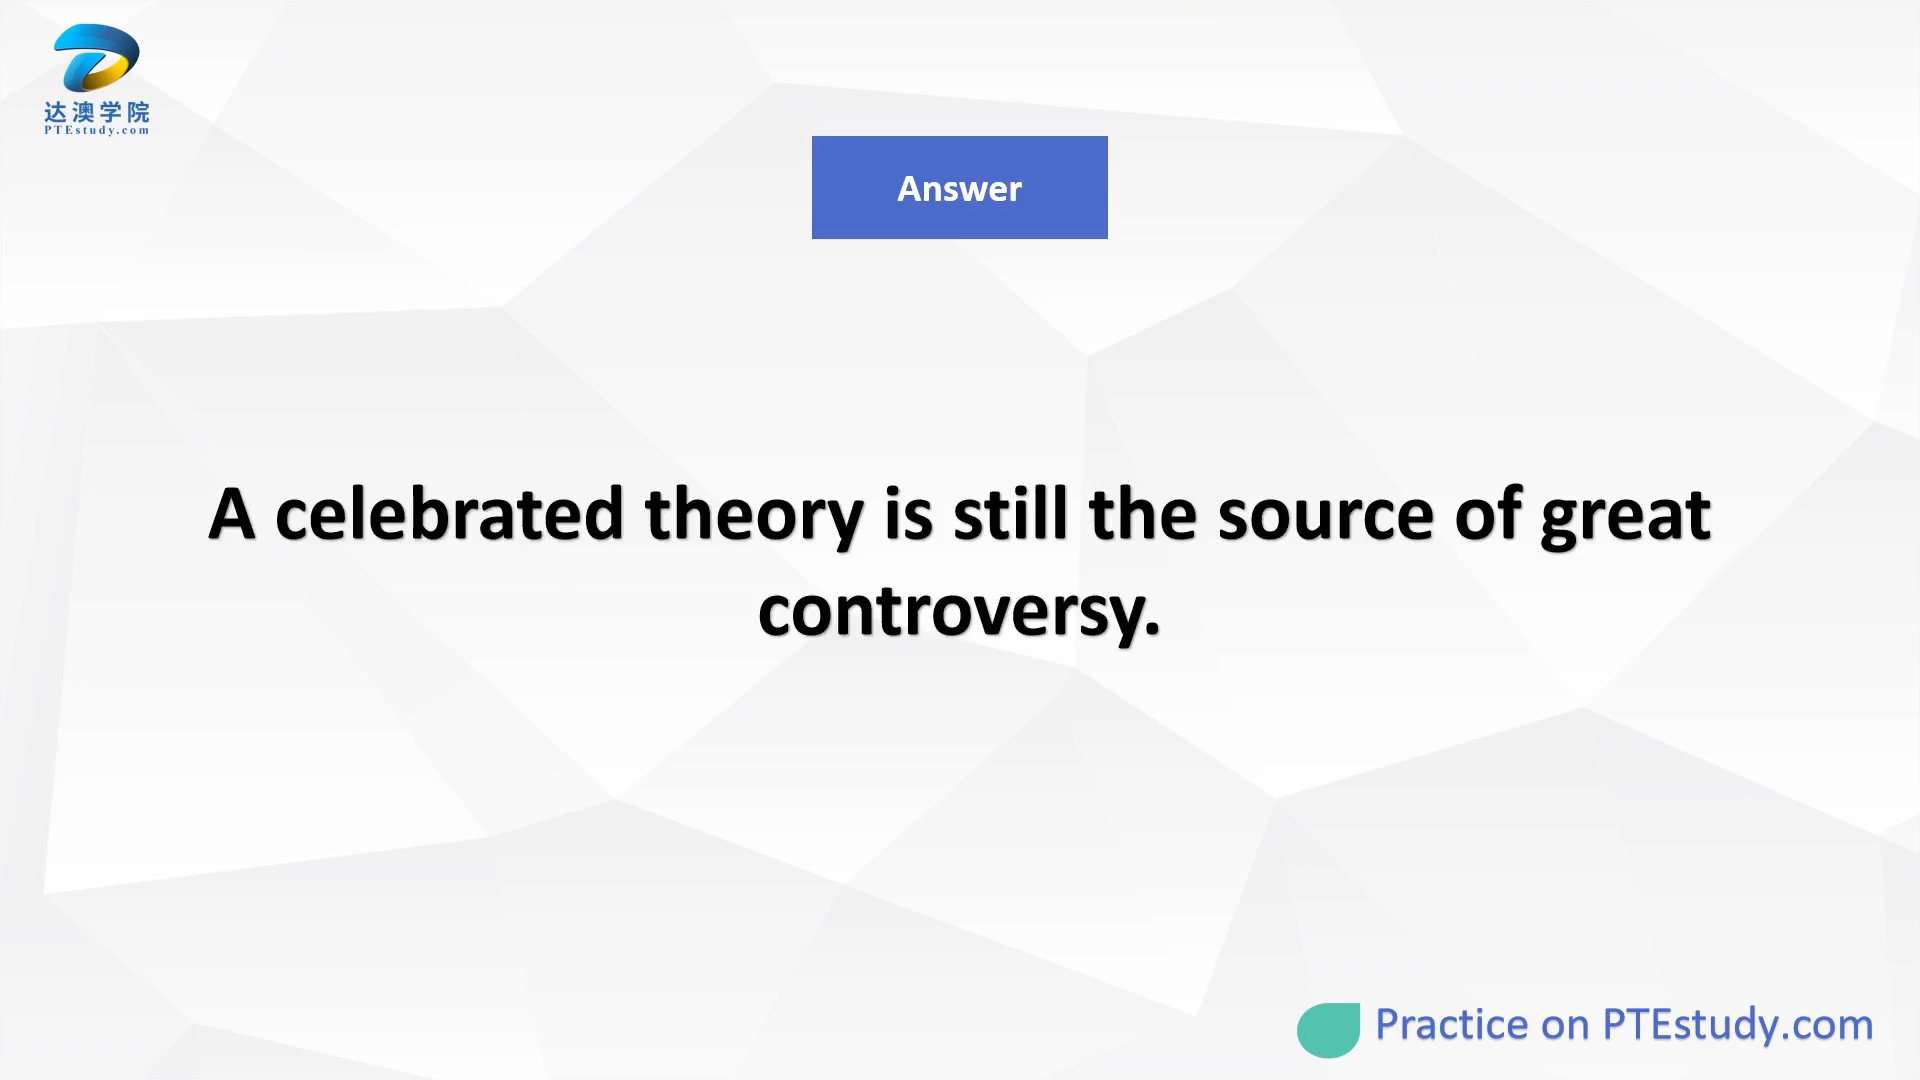 达澳学院
PTEstudy.com
Answer
A celebrated theory is still the source of great
controversy.
Practice on PTEstudy.com